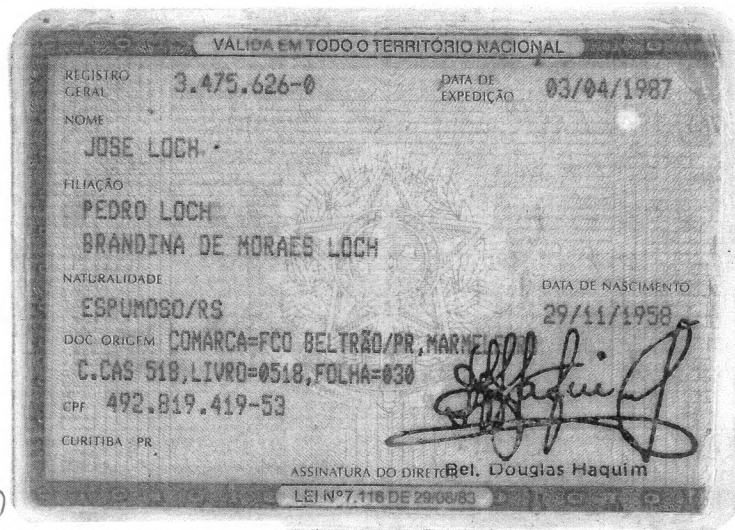 VÁLIDA EM TODO O TERRITÓRIO NACIONAL
REGISTRO GERAL 3.475.626-0 DATA DE EXPEDIÇÃO 03/04/1987
NOME
JOSE LOCH
FILIAÇÃO
PEDRO LOCH
BRANDINA DE MORAES LOCH
NATURALIDADE DATA DE NASCIMENTO
ESPUMOSO/RS 29/11/1958
DOC ORIGEM COMARCA=FCO BELTRÃO/PR,
C.CAS 518,LIVRO=0518,FOLHA=030
CPF 492.819.419-53
CURITIBA - PR
ASSINATURA DO DIRETOR Bel. Douglas Haquim
LEI Nº 7.116 DE 29/08/83